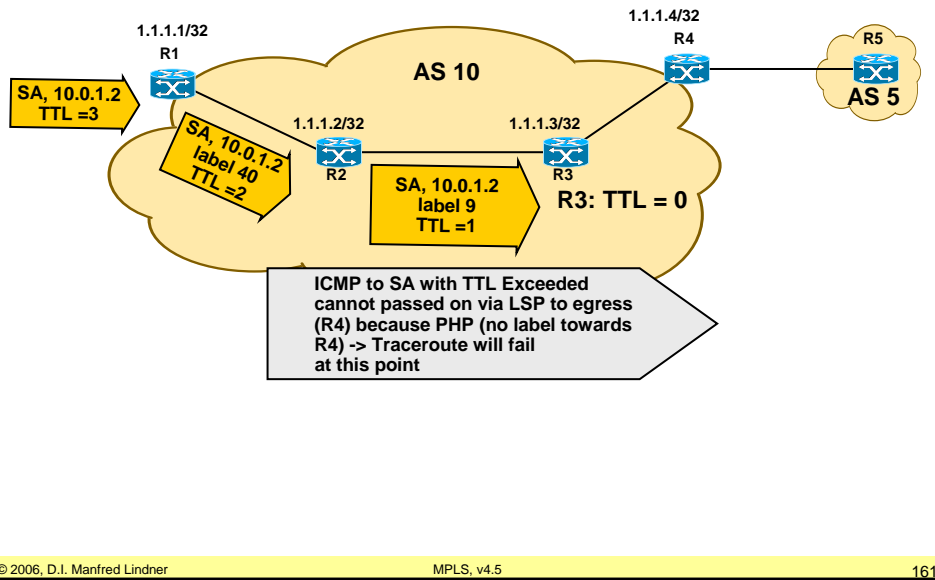 1.1.1.4/32
1.1.1.1/32
R4
R5
R1
AS 10
SA, 10.0.1.2
TTL =3
AS 5
1.1.1.2/32
1.1.1.3/32
SA, 10.0.1.2
label 40
TTL =2
R2
R3
SA, 10.0.1.2
label 9
TTL =1
R3: TTL = 0
ICMP to SA with TTL Exceeded
cannot passed on via LSP to egress
(R4) because PHP (no label towards
R4) -> Traceroute will fail
at this point
© 2006, D.I. Manfred Lindner
MPLS, v4.5
161